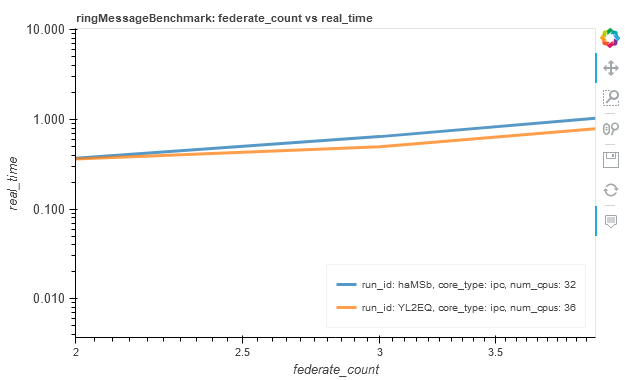 ringMessageBenchmark: federate_count vs real_time
10.000
1.000
0.100
0.010
real_time
run_id: haMSb, core_type: ipc, num_cpus: 32
run_id: YL2EQ, core_type: ipc, num_cpus: 36
2
2.5
3
3.5
federate_count